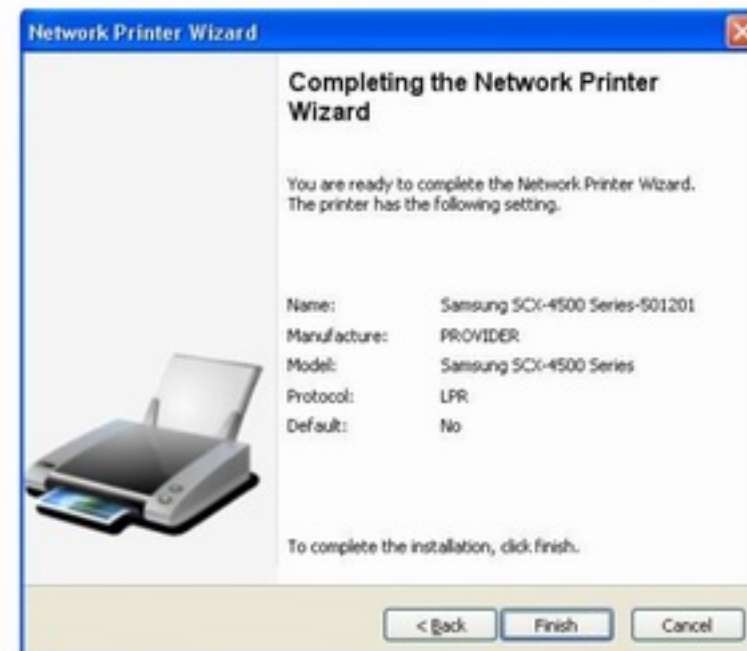 Network Printer Wizard
Completing the Network Printer
Wizard
You are ready to complete the Network Printer Wizard.
The printer has the following setting.
Name: Samsung SCX-4500 Series-501201
Manufacture: PROVIDER
Model: Samsung SCX-4500 Series
Protocol: LPR
Default: No
To complete the installation, click finish.
< Back Finish Cancel